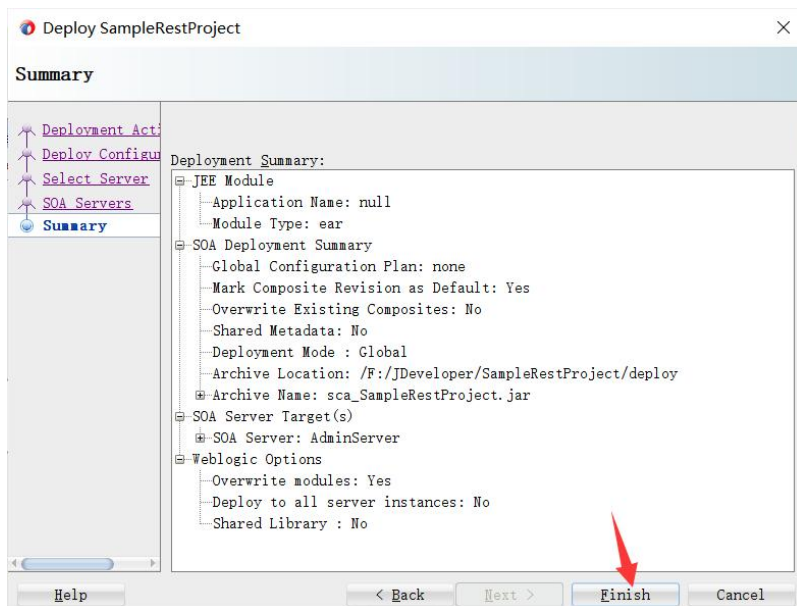 Deploy SampleRestProject
Summary
Deployment Acti
Deploy Configu
Select Server
SOA Servers
Summary
Deployment Summary:
JEE Module
Application Name: null
Module Type: ear
SOA Deployment Summary
Global Configuration Plan: none
Mark Composite Revision as Default: Yes
Overwrite Existing Composites: No
Shared Metadata: No
Deployment Mode : Global
Archive Location: /F:/JDeveloper/SampleRestProject/deploy
Archive Name: sca_SampleRestProject.jar
SOA Server Target(s)
SOA Server: AdminServer
Weblogic Options
Overwrite modules: Yes
Deploy to all server instances: No
Shared Library : No
Help
< Back
Next >
Finish
Cancel